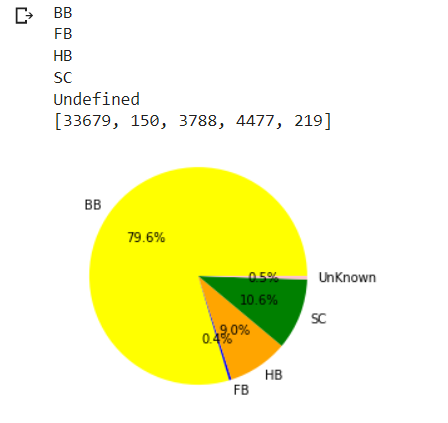 BB
FB
HB
SC
Undefined
[33679, 150, 3788, 4477, 219]
BB
79.6%
0.5%
UnKnown
10.6%
SC
9.0%
0.4%
HB
FB